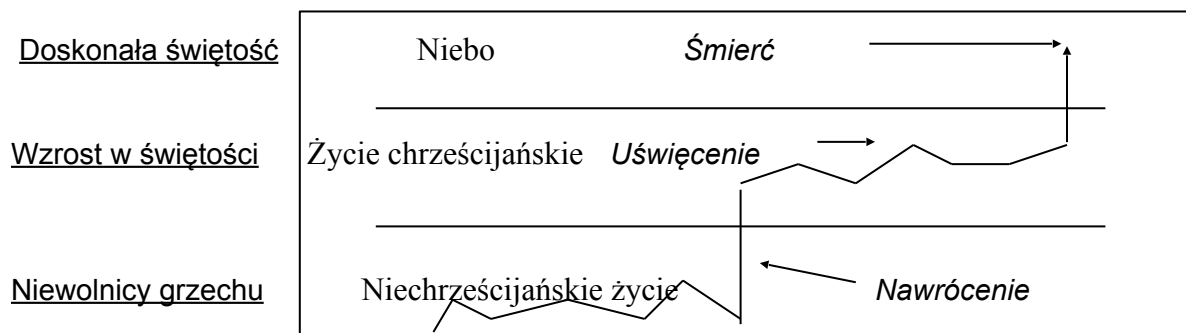 Doskonała świętość Niebo Śmierć
Wzrost w świętości Życie chrześcijańskie Uświęcenie
Niewolnicy grzechu Niechrześcijańskie życie Nawrócenie